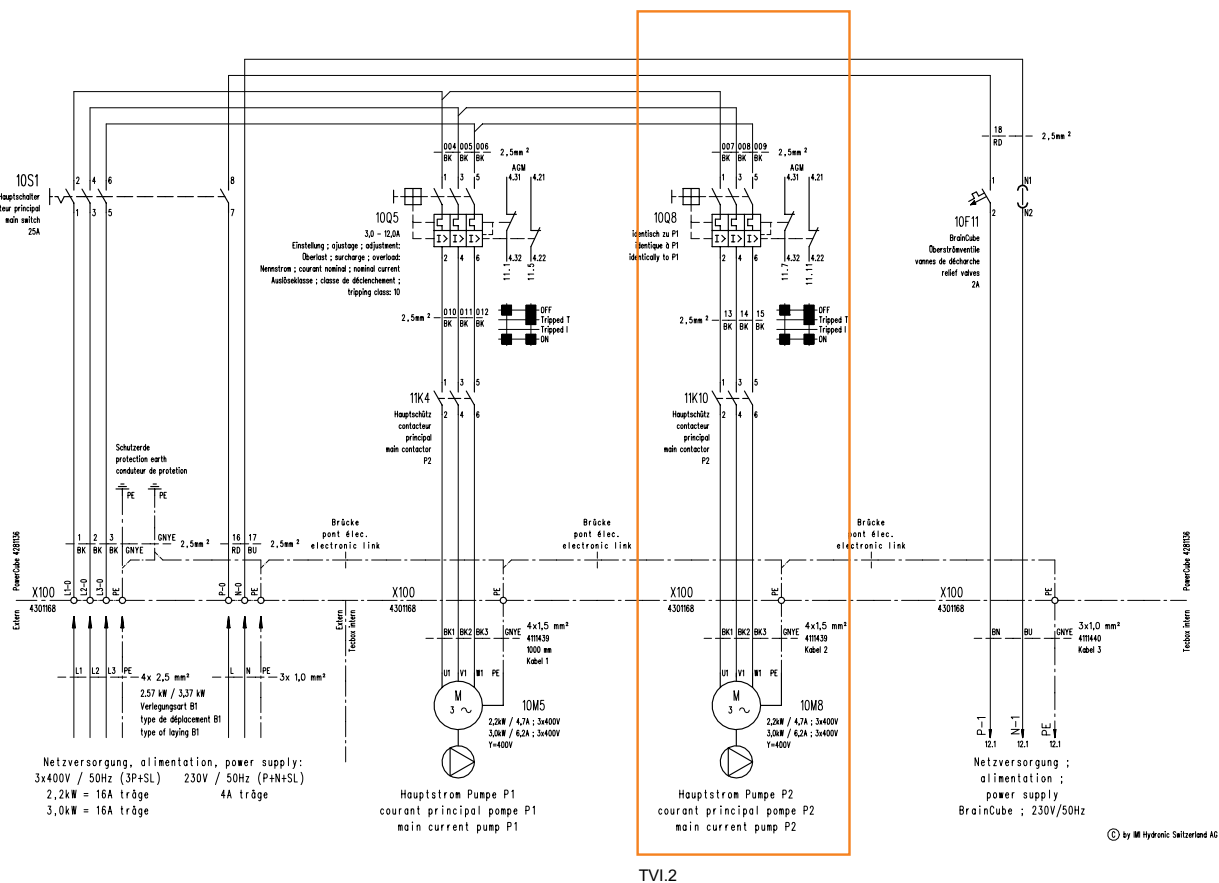 18
RD
2,5mm²
004 005 006
BK BK BK
2,5mm²
AGM
4.31 4.21
007 008 009
BK BK BK
2,5mm²
AGM
4.31 4.21
10S1
Hauptschalter
teur principal
main switch
25A
2 4 6
1 3 5
8
7
1 3 5
10Q5
3,0 - 12,0A
Einstellung ; ajustage ; adjustment:
Überlast ; surcharge ; overload:
Nennstrom ; courant nominal ; nominal current
Auslöseklasse ; classe de déclenchement ;
tripping class: 10
I> I> I>
2 4 6
4.32 4.22
11.1 11.5
1 3 5
10Q8
identisch zu P1
identique à P1
identically to P1
I> I> I>
2 4 6
4.32 4.22
11.7 11.11
1
2
N1
N2
10F11
BrainCube
Überströmventile
vannes de décharche
relief valves
2A
2,5mm²
010 011 012
BK BK BK
OFF
Tripped T
Tripped I
ON
2,5mm²
13 14 15
BK BK BK
OFF
Tripped T
Tripped I
ON
11K4
Hauptschütz
contacteur
principal
main contactor
P2
1 3 5
2 4 6
11K10
Hauptschütz
contacteur
principal
main contactor
P2
1 3 5
2 4 6
Schutzerde
protection earth
conduteur de protetion
PE PE
1 2 3 GNYE
BK BK BK GNYE
2,5mm²
16 17
RD BU
2,5mm²
Brücke
pont élec.
electronic link
Brücke
pont élec.
electronic link
Brücke
pont élec.
electronic link
PowerCube 4281136
Extern
X100
4301168
L1-0 L2-0 L3-0 PE
P-0 N-0 PE
Extern
Tecbox intern
X100
4301168
PE
X100
4301168
PE
X100
4301168
PE
PowerCube 4281136
Tecbox intern
L1 L2 L3 PE
4x 2,5 mm²
2.57 kW / 3,37 kW
Verlegungsart B1
type de déplacement B1
type of laying B1
L N PE
3x 1,0 mm²
BK1 BK2 BK3 GNYE
4x1,5 mm²
4111439
1000 mm
Kabel 1
U1 V1 W1 PE
M
3 ~
10M5
2,2kW / 4,7A ; 3x400V
3,0kW / 6,2A ; 3x400V
Y=400V
BK1 BK2 BK3 GNYE
4x1,5 mm²
4111439
Kabel 2
U1 V1 W1 PE
M
3 ~
10M8
2,2kW / 4,7A ; 3x400V
3,0kW / 6,2A ; 3x400V
Y=400V
BN BU GNYE
3x1,0 mm²
4111440
Kabel 3
P-1 N-1 PE
12.1 12.1 12.1
Netzversorgung, alimentation, power supply:
3x400V / 50Hz (3P+SL) 230V / 50Hz (P+N+SL)
2,2kW = 16A träge 4A träge
3,0kW = 16A träge
Hauptstrom Pumpe P1
courant principal pompe P1
main current pump P1
Hauptstrom Pumpe P2
courant principal pompe P2
main current pump P2
Netzversorgung ;
alimentation ;
power supply
BrainCube ; 230V/50Hz
© by IMI Hydronic Switzerland AG
TVI.2